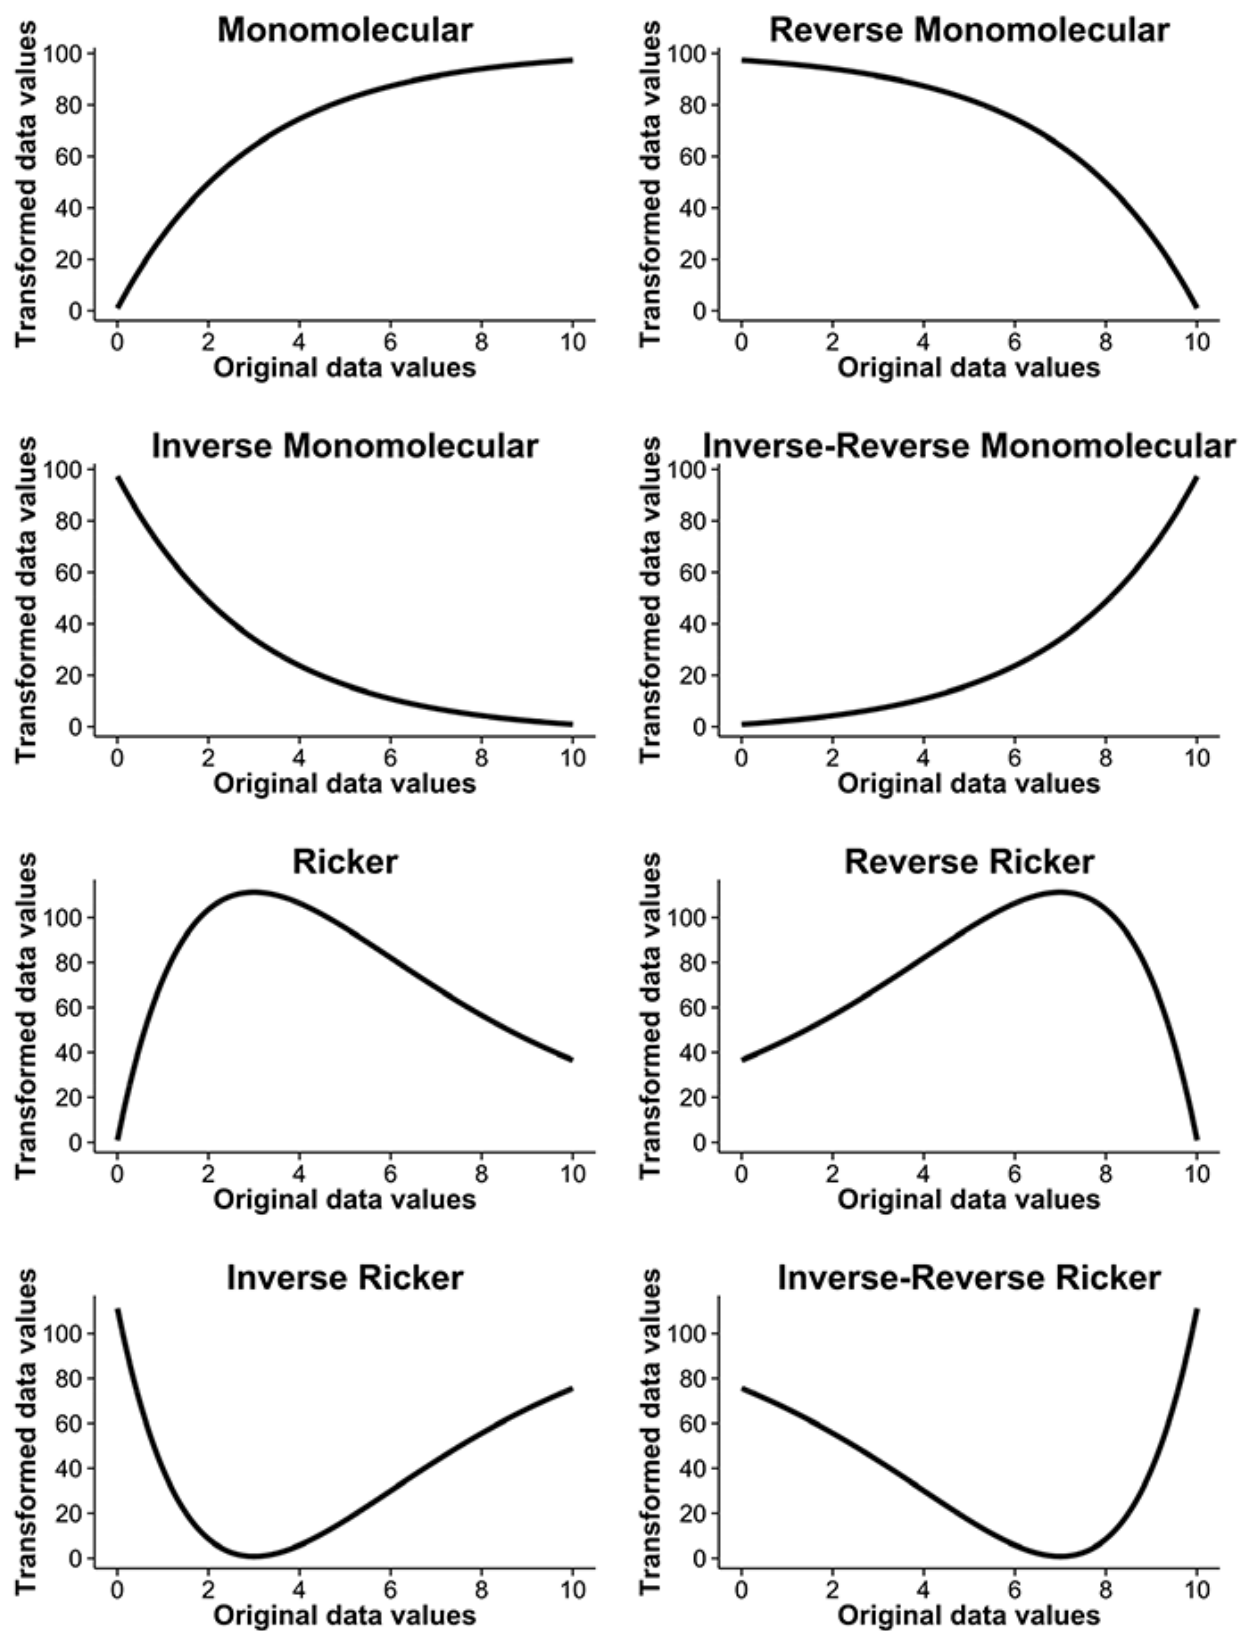 Monomolecular
Transformed data values
100
80
60
40
20
0
0 2 4 6 8 10
Original data values
Reverse Monomolecular
Transformed data values
100
80
60
40
20
0
0 2 4 6 8 10
Original data values
Inverse Monomolecular
Transformed data values
100
80
60
40
20
0
0 2 4 6 8 10
Original data values
Inverse-Reverse Monomolecular
Transformed data values
100
80
60
40
20
0
0 2 4 6 8 10
Original data values
Ricker
Transformed data values
100
80
60
40
20
0
0 2 4 6 8 10
Original data values
Reverse Ricker
Transformed data values
100
80
60
40
20
0
0 2 4 6 8 10
Original data values
Inverse Ricker
Transformed data values
100
80
60
40
20
0
0 2 4 6 8 10
Original data values
Inverse-Reverse Ricker
Transformed data values
100
80
60
40
20
0
0 2 4 6 8 10
Original data values